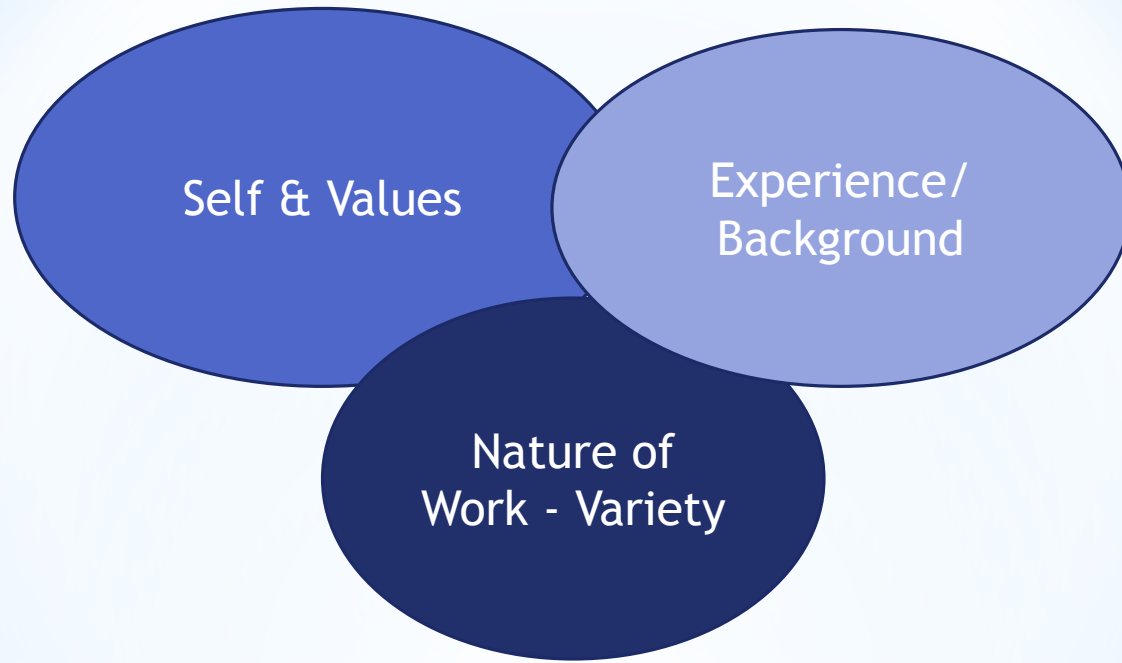 Self & Values
Experience/
Background
Nature of
Work - Variety